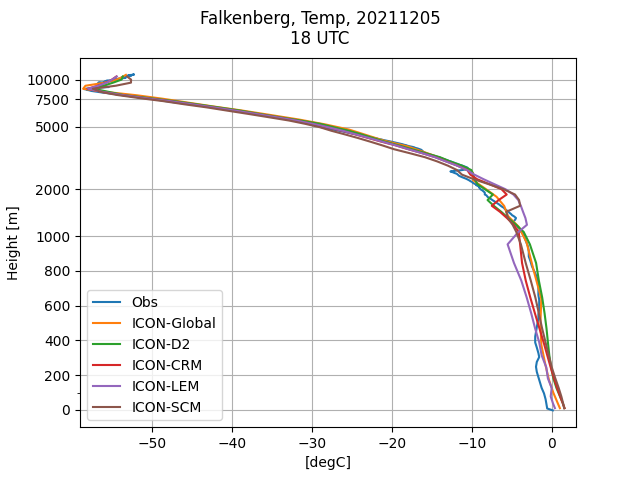 Falkenberg, Temp, 20211205
18 UTC
10000
7500
5000
2000
1000
800
600
400
200
0
Height [m]
Obs
ICON-Global
ICON-D2
ICON-CRM
ICON-LEM
ICON-SCM
−50
−40
−30
−20
−10
0
[degC]